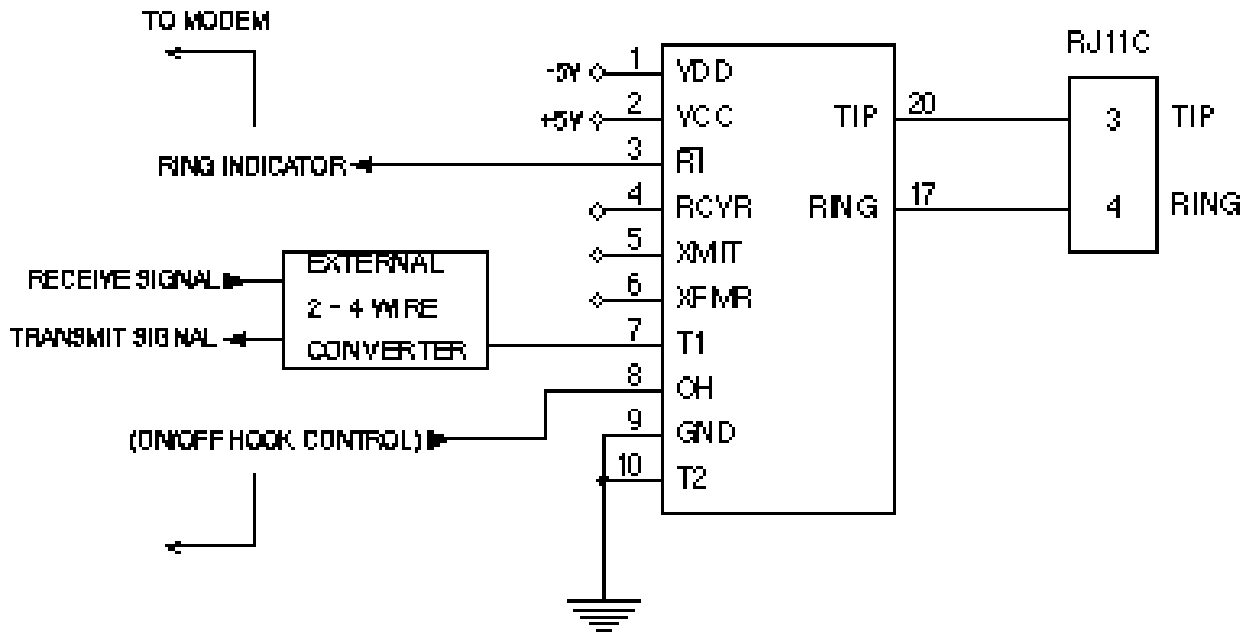 TO MODEM
RJ11C
-5V 1 VDD
+5V 2 VCC
TIP 20 3 TIP
RING INDICATOR 3 RI
4 RCVR
RING 17 4 RING
5 XMIT
RECEIVE SIGNAL
TRANSMIT SIGNAL
EXTERNAL
2 - 4 WIRE
CONVERTER
6 XFMR
7 T1
8 OH
(ON/OFF HOOK CONTROL)
9 GND
10 T2